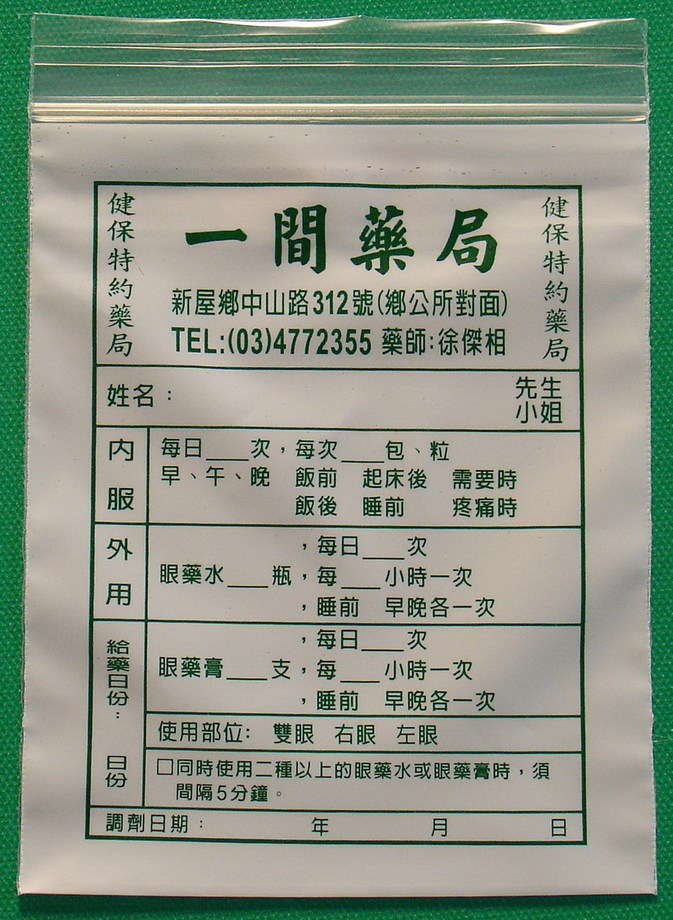 健保特約藥局
一間藥局
健保特約藥局
新屋鄉中山路312號(鄉公所對面)
TEL:(03)4772355 藥師:徐傑相
姓名：
先生
小姐
內服
每日___次，每次___包、粒
早、午、晚 飯前 起床後 需要時
飯後 睡前 疼痛時
外用
，每日___次
眼藥水___瓶，每___小時一次
，睡前 早晚各一次
給藥日份： 日份
，每日___次
眼藥膏___支，每___小時一次
，睡前 早晚各一次
使用部位: 雙眼 右眼 左眼
□同時使用二種以上的眼藥水或眼藥膏時，須
間隔5分鐘。
調劑日期： 年 月 日